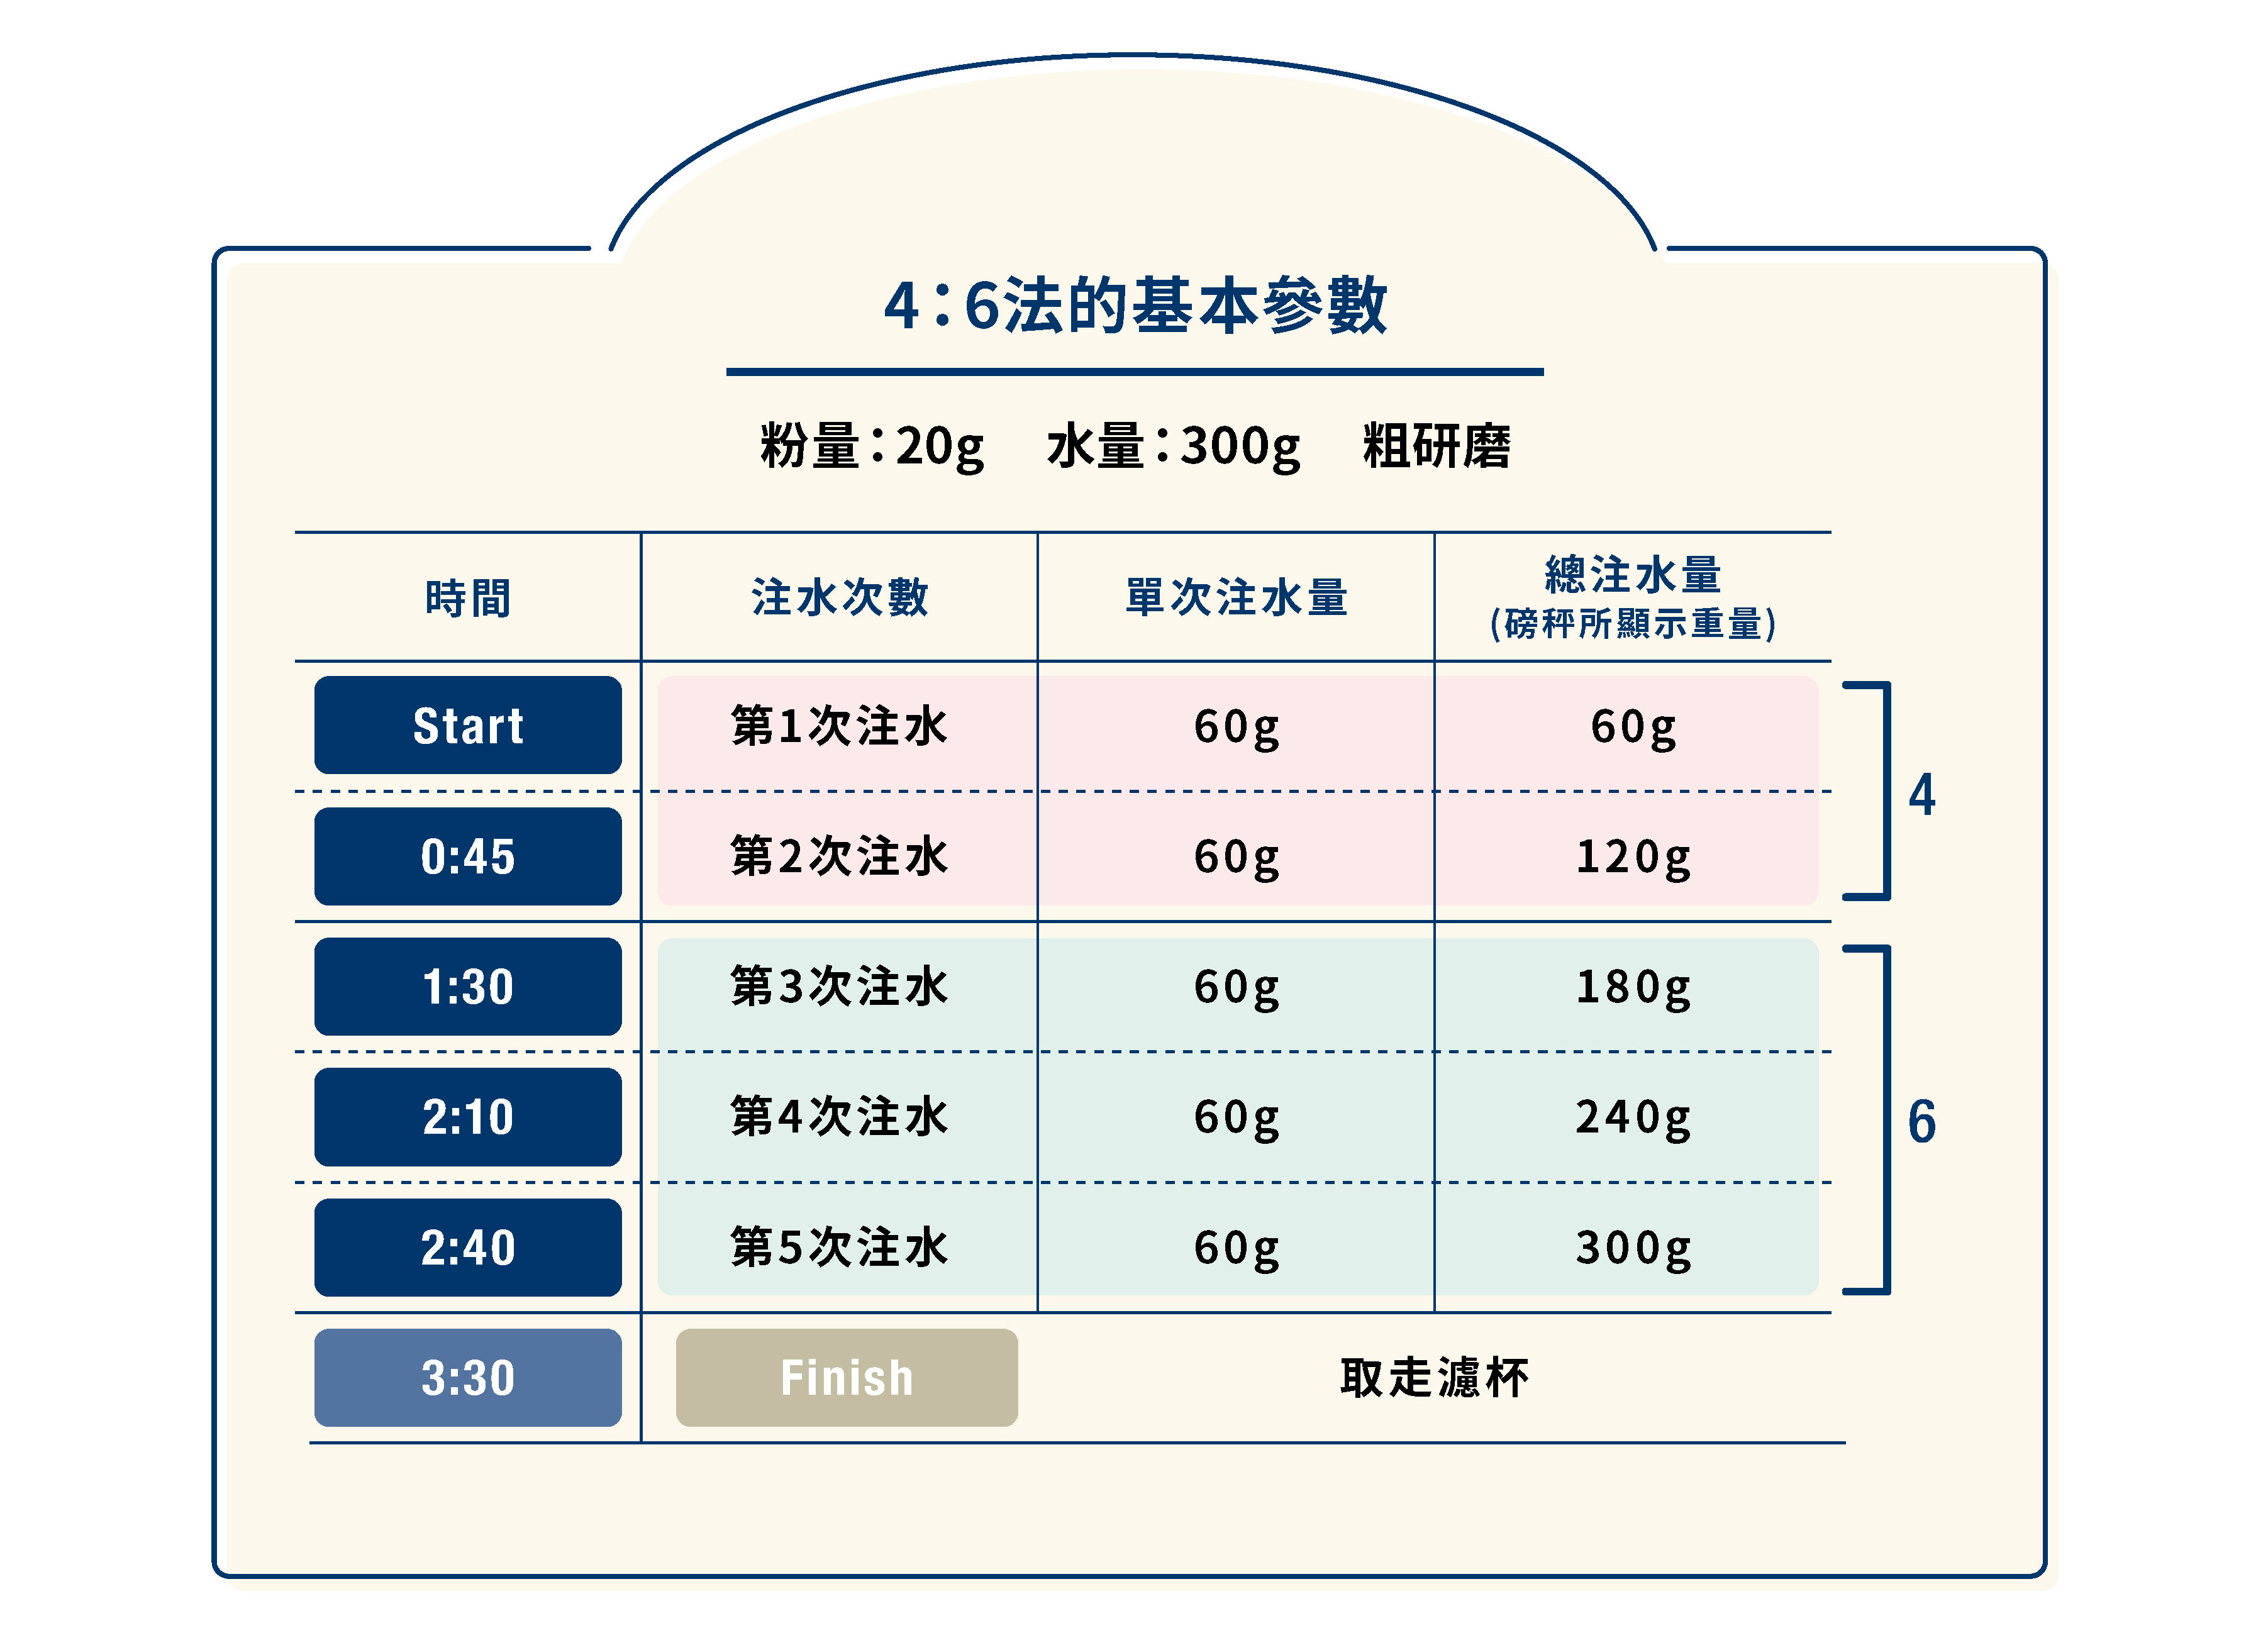 4：6法的基本參數
粉量：20g 水量：300g 粗研磨
時間 注水次數 單次注水量 總注水量
(磅秤所顯示重量)
Start 第1次注水 60g 60g
4
0:45 第2次注水 60g 120g
1:30 第3次注水 60g 180g
2:10 第4次注水 60g 240g
6
2:40 第5次注水 60g 300g
3:30 Finish 取走濾杯